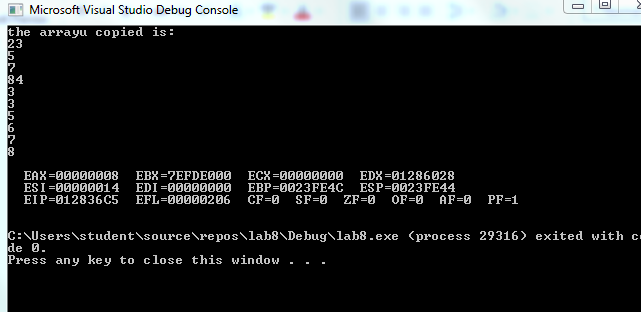 Microsoft Visual Studio Debug Console
the arrayu copied is:
23
5
7
84
3
3
5
6
7
8
EAX=00000008 EBX=7EFDE000 ECX=00000000 EDX=01286028
ESI=00000014 EDI=00000000 EBP=0023FE4C ESP=0023FE44
EIP=012836C5 EFL=00000206 CF=0 SF=0 ZF=0 OF=0 AF=0 PF=1
C:\Users\student\source\repos\lab8\Debug\lab8.exe (process 29316) exited with co
de 0.
Press any key to close this window . . .